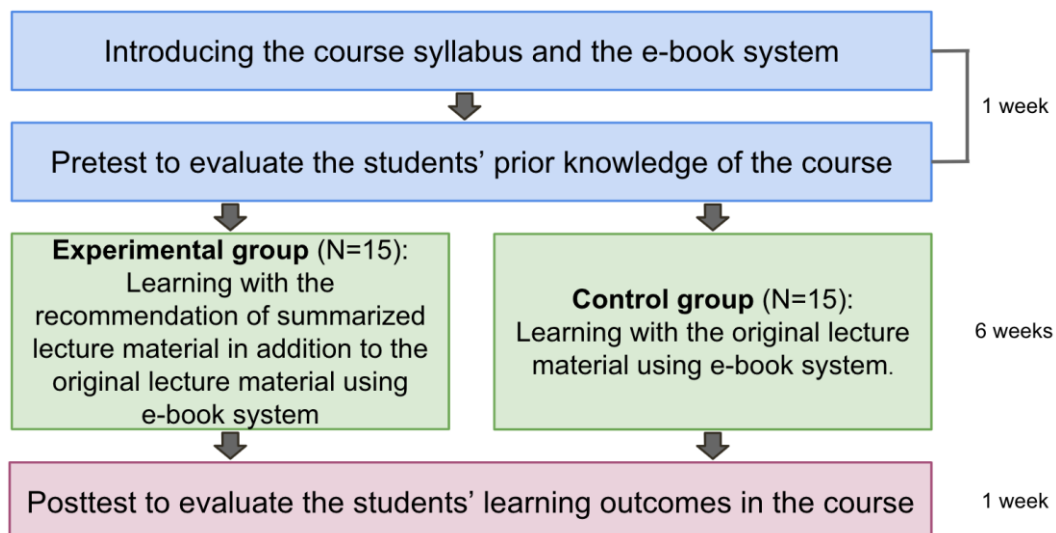 Introducing the course syllabus and the e-book system
1 week
Pretest to evaluate the students’ prior knowledge of the course
Experimental group (N=15):
Learning with the
recommendation of summarized
lecture material in addition to the
original lecture material using
e-book system
Control group (N=15):
Learning with the original lecture
material using e-book system.
6 weeks
Posttest to evaluate the students’ learning outcomes in the course
1 week